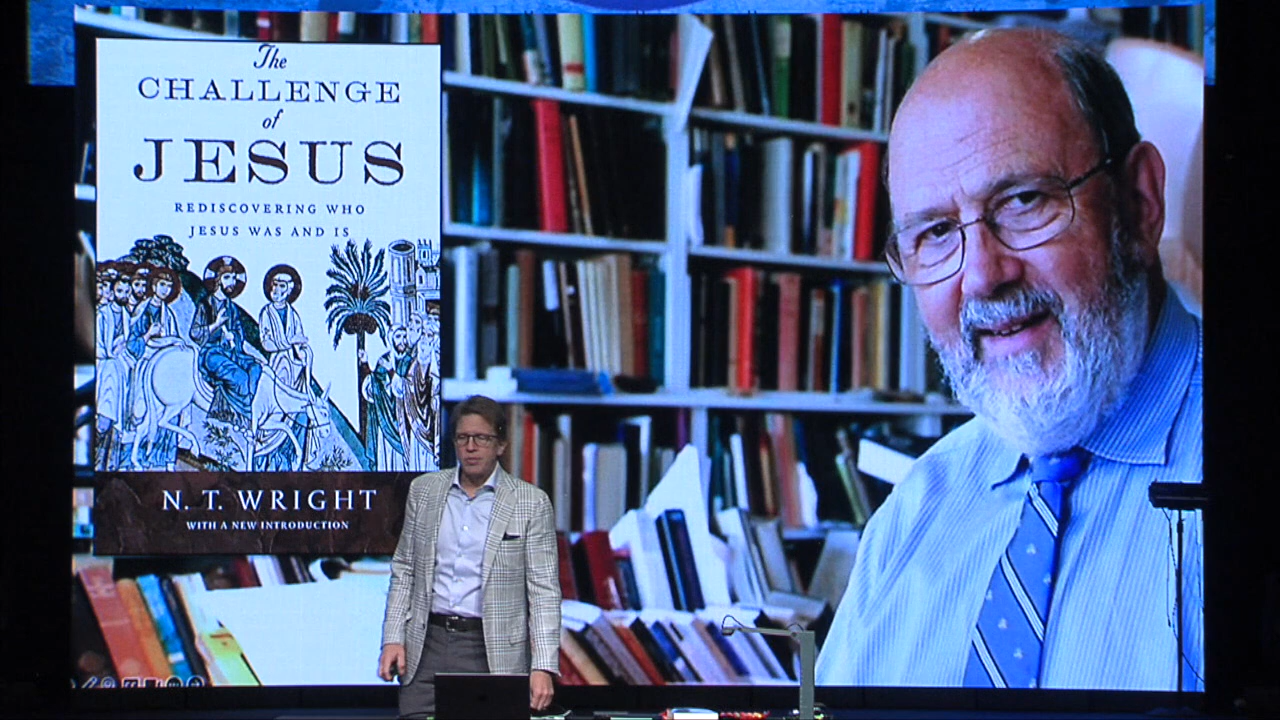 The
CHALLENGE
of
JESUS
REDISCOVERING WHO
JESUS WAS AND IS
N. T. WRIGHT
WITH A NEW INTRODUCTION